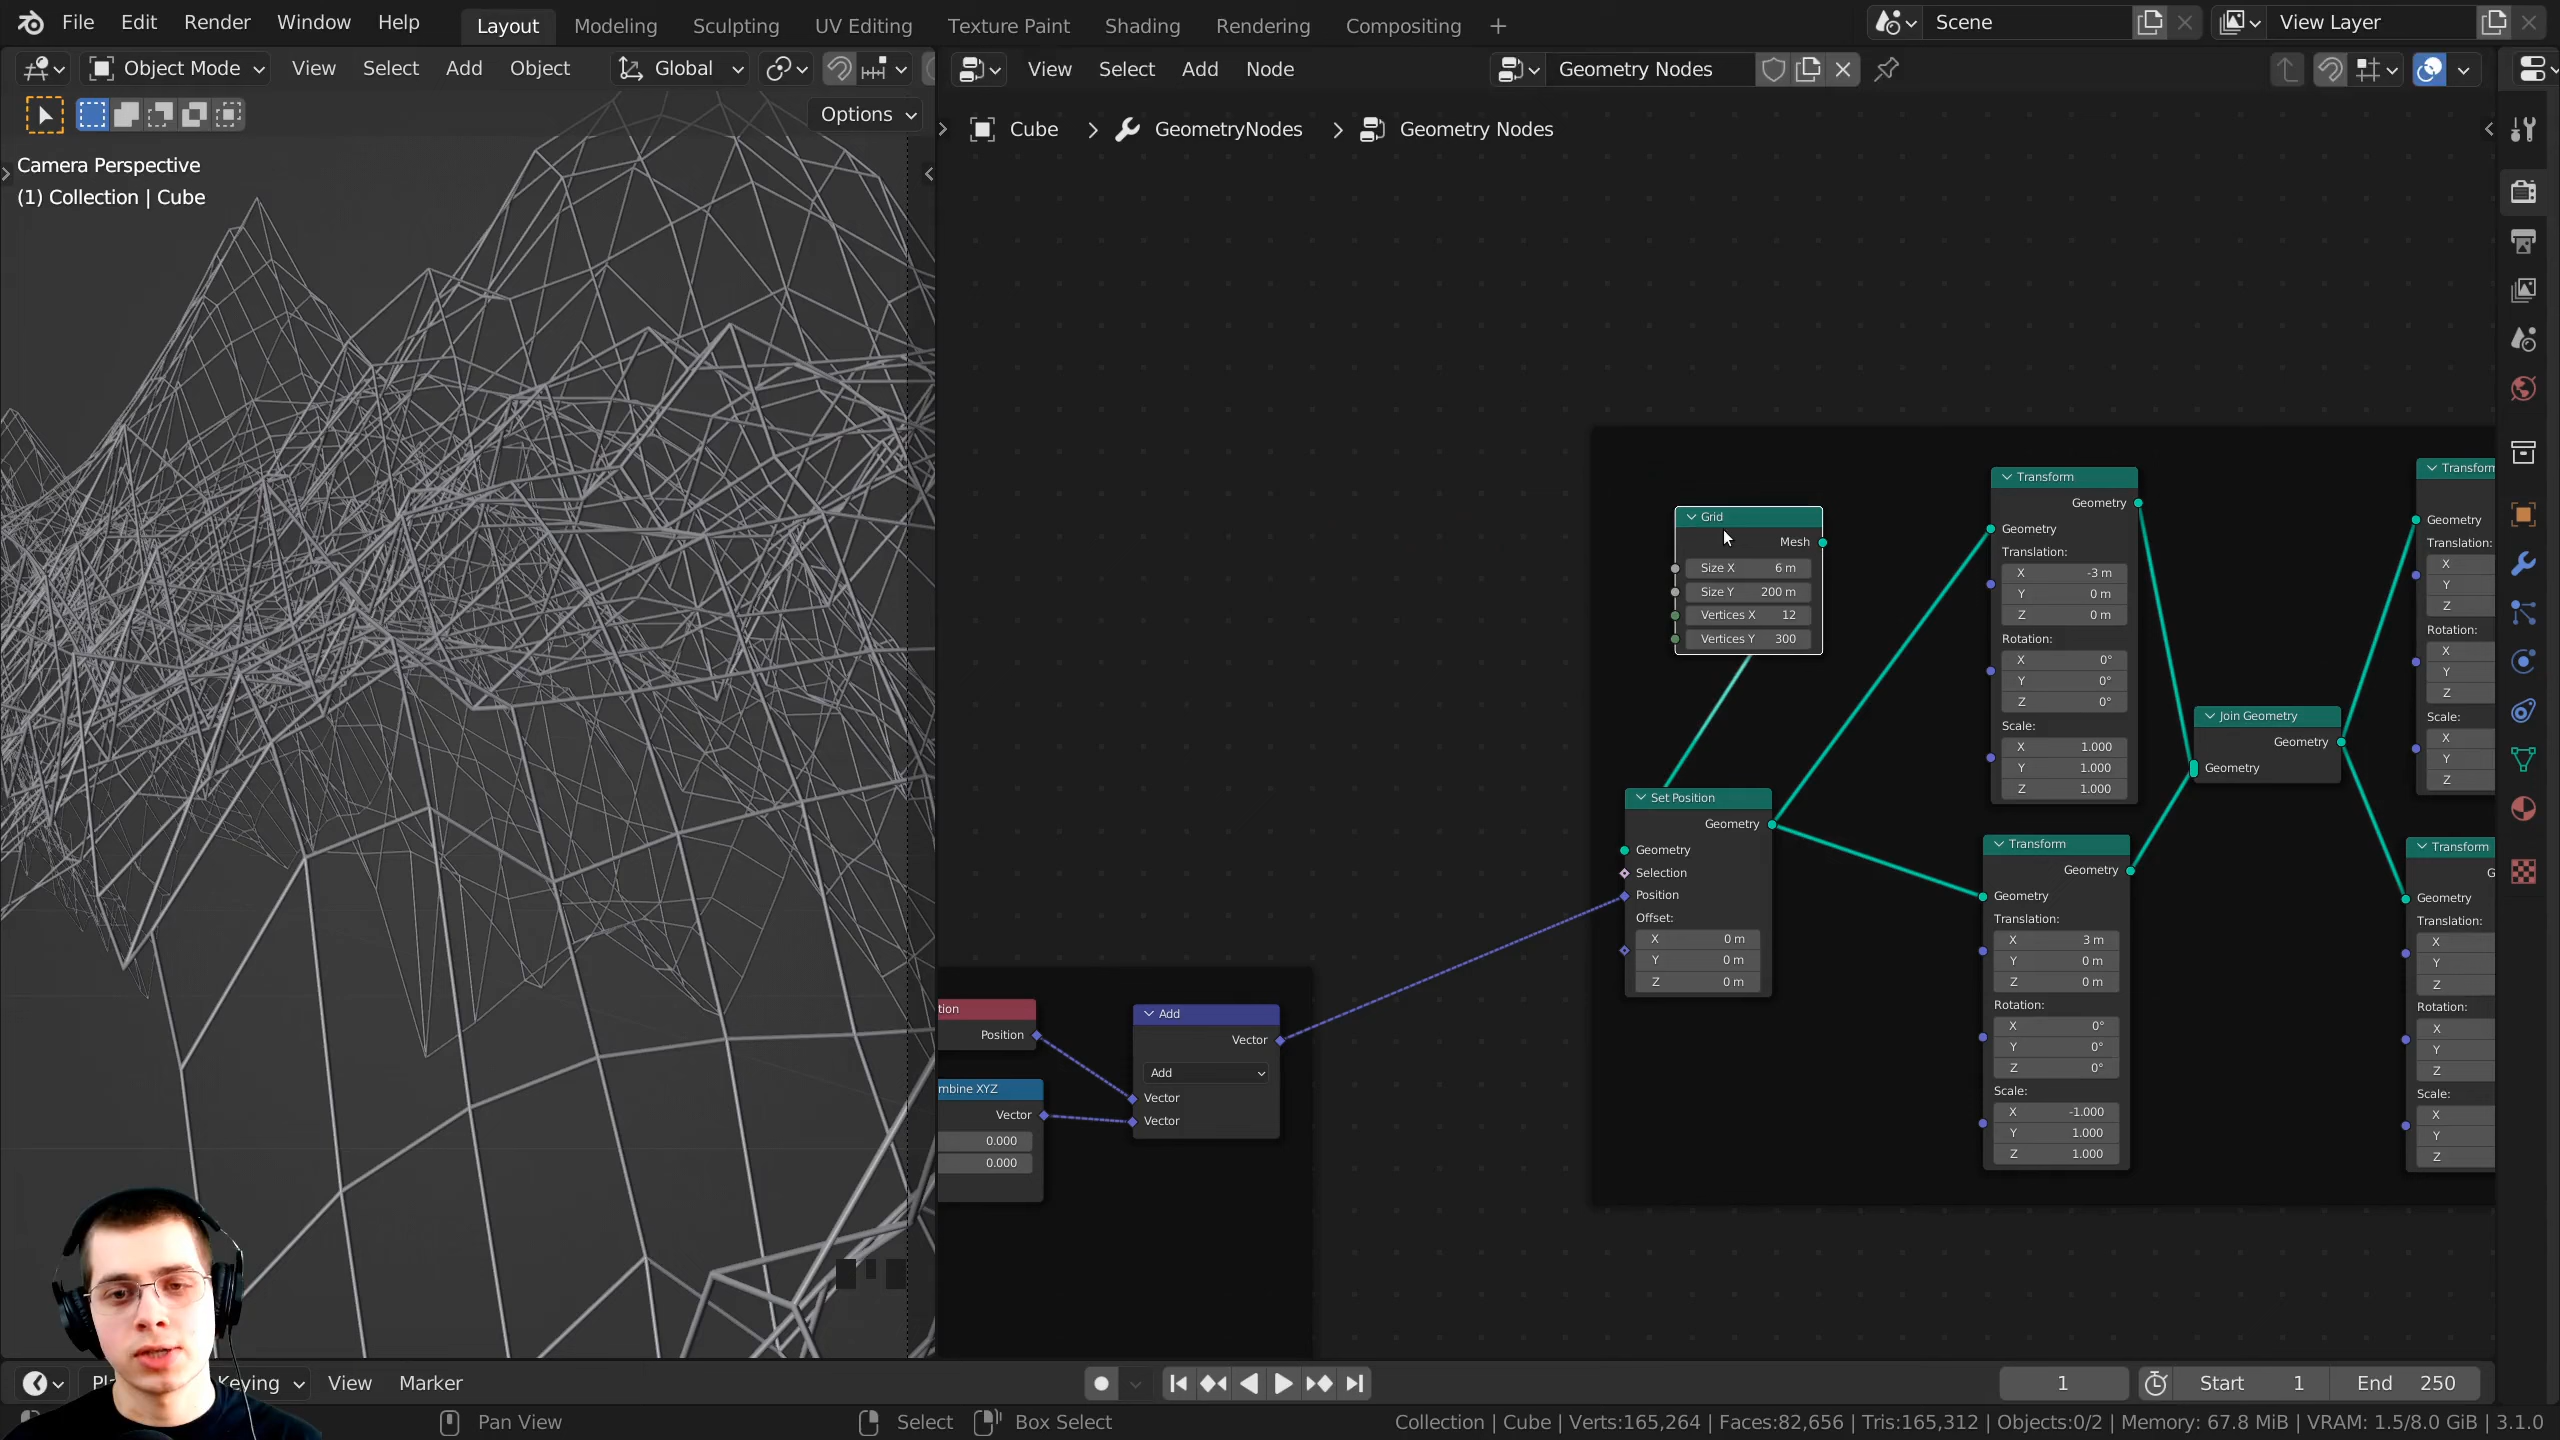 File Edit Render Window Help Layout Modeling Sculpting UV Editing Texture Paint Shading Rendering Compositing + Scene View Layer
Object Mode View Select Add Object Global View Select Add Node Geometry Nodes
Options
Cube > GeometryNodes > Geometry Nodes
Camera Perspective
(1) Collection | Cube
Grid
Mesh
Size X 6 m
Size Y 200 m
Vertices X 12
Vertices Y 300
Set Position
Geometry
Geometry
Selection
Position
Offset:
X 0 m
Y 0 m
Z 0 m
tion
Position
mbine XYZ
Vector
0.000
0.000
Add
Vector
Add
Vector
Vector
Transform
Geometry
Geometry
Translation:
X -3 m
Y 0 m
Z 0 m
Rotation:
X 0°
Y 0°
Z 0°
Scale:
X 1.000
Y 1.000
Z 1.000
Transform
Geometry
Geometry
Translation:
X 3 m
Y 0 m
Z 0 m
Rotation:
X 0°
Y 0°
Z 0°
Scale:
X -1.000
Y 1.000
Z 1.000
Join Geometry
Geometry
Geometry
Transform
Geometry
Translation:
X
Y
Z
Rotation:
X
Y
Z
Scale:
X
Y
Z
Transform
G
Geometry
Translation:
X
Y
Z
Rotation:
X
Y
Z
Scale:
X
Y
Z
Pl Keying View Marker 1 Start 1 End 250
Pan View Select Box Select Collection | Cube | Verts:165,264 | Faces:82,656 | Tris:165,312 | Objects:0/2 | Memory: 67.8 MiB | VRAM: 1.5/8.0 GiB | 3.1.0